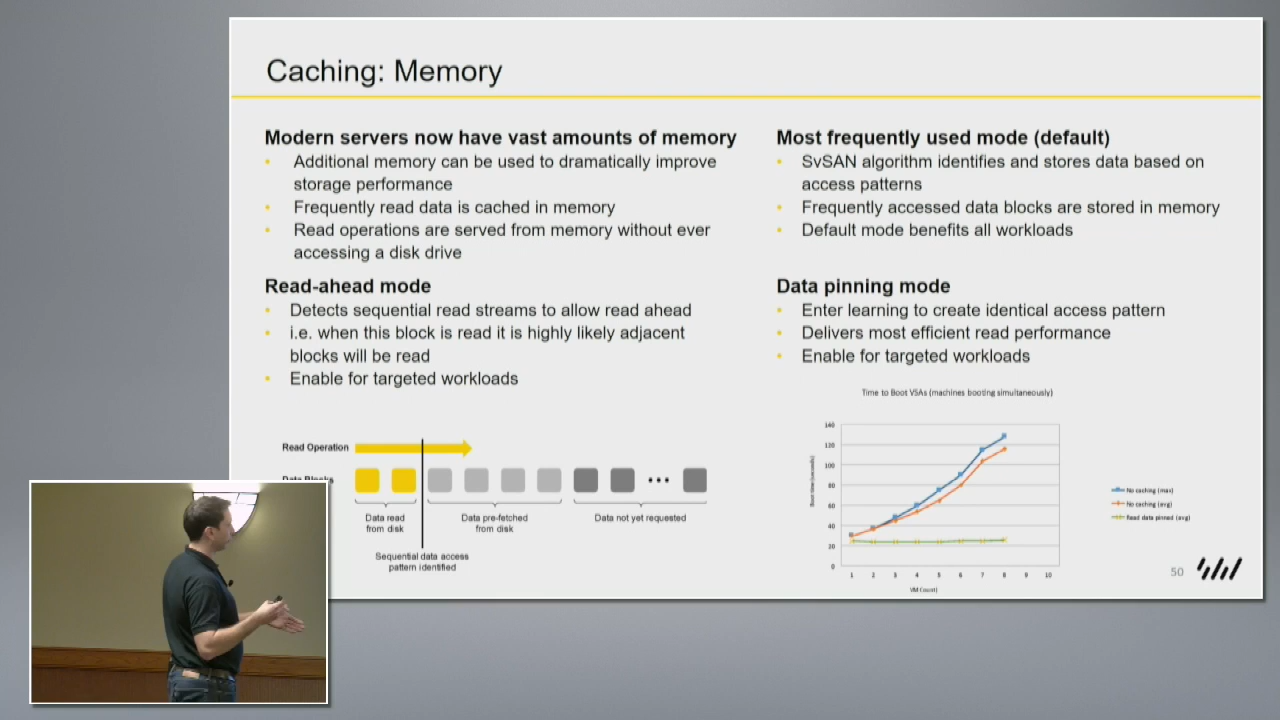 Caching: Memory
Modern servers now have vast amounts of memory
• Additional memory can be used to dramatically improve
storage performance
• Frequently read data is cached in memory
• Read operations are served from memory without ever
accessing a disk drive
Read-ahead mode
• Detects sequential read streams to allow read ahead
• i.e. when this block is read it is highly likely adjacent
blocks will be read
• Enable for targeted workloads
Read Operation
Data Blocks
•••
Data read
from disk
Data pre-fetched
from disk
Data not yet requested
Sequential data access
pattern identified
Most frequently used mode (default)
• SvSAN algorithm identifies and stores data based on
access patterns
• Frequently accessed data blocks are stored in memory
• Default mode benefits all workloads
Data pinning mode
• Enter learning to create identical access pattern
• Delivers most efficient read performance
• Enable for targeted workloads
Time to Boot VSAs (machines booting simultaneously)
140
120
100
80
60
40
20
0
Boot time (seconds)
1 2 3 4 5 6 7 8 9 10
VM (count)
No caching (max)
No caching (avg)
Read data pinned (avg)
50